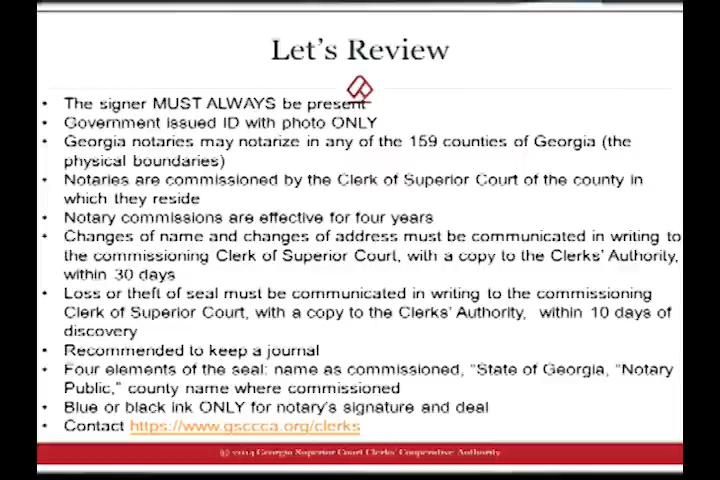 Let's Review
• The signer MUST ALWAYS be present
• Government issued ID with photo ONLY
• Georgia notaries may notarize in any of the 159 counties of Georgia (the
physical boundaries)
• Notaries are commissioned by the Clerk of Superior Court of the county in
which they reside
• Notary commissions are effective for four years
• Changes of name and changes of address must be communicated in writing to
the commissioning Clerk of Superior Court, with a copy to the Clerks' Authority,
within 30 days
• Loss or theft of seal must be communicated in writing to the commissioning
Clerk of Superior Court, with a copy to the Clerks' Authority, within 10 days of
discovery
• Recommended to keep a journal
• Four elements of the seal: name as commissioned, "State of Georgia, "Notary
Public," county name where commissioned
• Blue or black ink ONLY for notary's signature and deal
• Contact https://www.gsccca.org/clerks
© 2014 Georgia Superior Court Clerks' Cooperative Authority